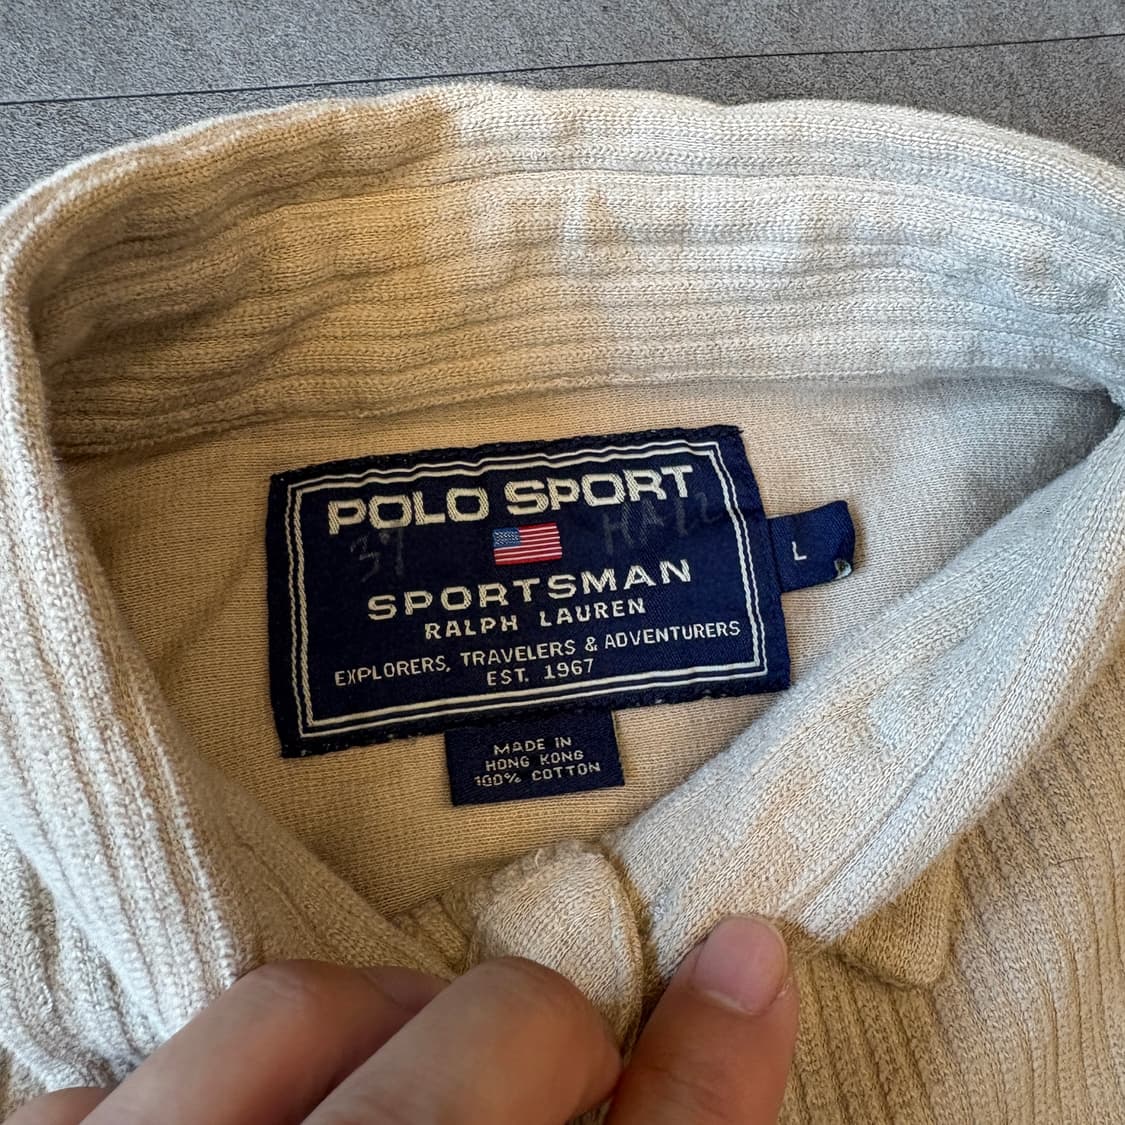 POLO SPORT
SPORTSMAN
RALPH LAUREN
EXPLORERS, TRAVELERS & ADVENTURERS
EST. 1967
L
MADE IN
HONG KONG
100% COTTON